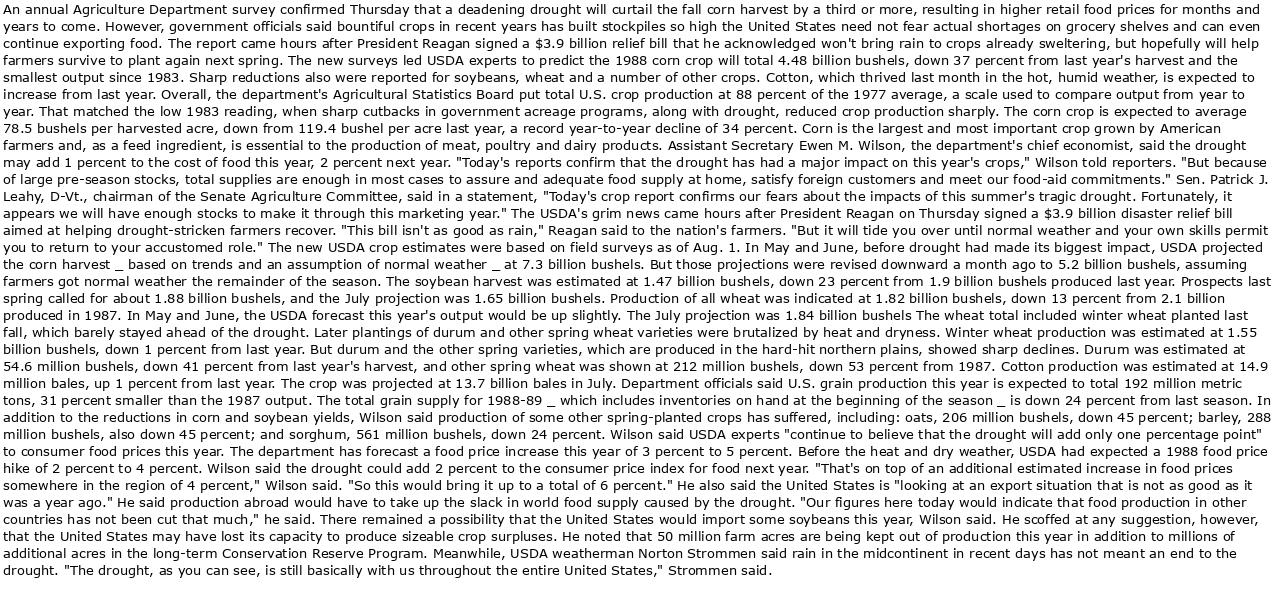 An annual Agriculture Department survey confirmed Thursday that a deadening drought will curtail the fall corn harvest by a third or more, resulting in higher retail food prices for months and
years to come. However, government officials said bountiful crops in recent years has built stockpiles so high the United States need not fear actual shortages on grocery shelves and can even
continue exporting food. The report came hours after President Reagan signed a $3.9 billion relief bill that he acknowledged won't bring rain to crops already sweltering, but hopefully will help
farmers survive to plant again next spring. The new surveys led USDA experts to predict the 1988 corn crop will total 4.48 billion bushels, down 37 percent from last year's harvest and the
smallest output since 1983. Sharp reductions also were reported for soybeans, wheat and a number of other crops. Cotton, which thrived last month in the hot, humid weather, is expected to
increase from last year. Overall, the department's Agricultural Statistics Board put total U.S. crop production at 88 percent of the 1977 average, a scale used to compare output from year to
year. That matched the low 1983 reading, when sharp cutbacks in government acreage programs, along with drought, reduced crop production sharply. The corn crop is expected to average
78.5 bushels per harvested acre, down from 119.4 bushel per acre last year, a record year-to-year decline of 34 percent. Corn is the largest and most important crop grown by American
farmers and, as a feed ingredient, is essential to the production of meat, poultry and dairy products. Assistant Secretary Ewen M. Wilson, the department's chief economist, said the drought
may add 1 percent to the cost of food this year, 2 percent next year. "Today's reports confirm that the drought has had a major impact on this year's crops," Wilson told reporters. "But because
of large pre-season stocks, total supplies are enough in most cases to assure and adequate food supply at home, satisfy foreign customers and meet our food-aid commitments." Sen. Patrick J.
Leahy, D-Vt., chairman of the Senate Agriculture Committee, said in a statement, "Today's crop report confirms our fears about the impacts of this summer's tragic drought. Fortunately, it
appears we will have enough stocks to make it through this marketing year." The USDA's grim news came hours after President Reagan on Thursday signed a $3.9 billion disaster relief bill
aimed at helping drought-stricken farmers recover. "This bill isn't as good as rain," Reagan said to the nation's farmers. "But it will tide you over until normal weather and your own skills permit
you to return to your accustomed role." The new USDA crop estimates were based on field surveys as of Aug. 1. In May and June, before drought had made its biggest impact, USDA projected
the corn harvest _ based on trends and an assumption of normal weather _ at 7.3 billion bushels. But those projections were revised downward a month ago to 5.2 billion bushels, assuming
farmers got normal weather the remainder of the season. The soybean harvest was estimated at 1.47 billion bushels, down 23 percent from 1.9 billion bushels produced last year. Prospects last
spring called for about 1.88 billion bushels, and the July projection was 1.65 billion bushels. Production of all wheat was indicated at 1.82 billion bushels, down 13 percent from 2.1 billion
produced in 1987. In May and June, the USDA forecast this year's output would be up slightly. The July projection was 1.84 billion bushels The wheat total included winter wheat planted last
fall, which barely stayed ahead of the drought. Later plantings of durum and other spring wheat varieties were brutalized by heat and dryness. Winter wheat production was estimated at 1.55
billion bushels, down 1 percent from last year. But durum and the other spring varieties, which are produced in the hard-hit northern plains, showed sharp declines. Durum was estimated at
54.6 million bushels, down 41 percent from last year's harvest, and other spring wheat was shown at 212 million bushels, down 53 percent from 1987. Cotton production was estimated at 14.9
million bales, up 1 percent from last year. The crop was projected at 13.7 billion bales in July. Department officials said U.S. grain production this year is expected to total 192 million metric
tons, 31 percent smaller than the 1987 output. The total grain supply for 1988-89 _ which includes inventories on hand at the beginning of the season _ is down 24 percent from last season. In
addition to the reductions in corn and soybean yields, Wilson said production of some other spring-planted crops has suffered, including: oats, 206 million bushels, down 45 percent; barley, 288
million bushels, also down 45 percent; and sorghum, 561 million bushels, down 24 percent. Wilson said USDA experts "continue to believe that the drought will add only one percentage point"
to consumer food prices this year. The department has forecast a food price increase this year of 3 percent to 5 percent. Before the heat and dry weather, USDA had expected a 1988 food price
hike of 2 percent to 4 percent. Wilson said the drought could add 2 percent to the consumer price index for food next year. "That's on top of an additional estimated increase in food prices
somewhere in the region of 4 percent," Wilson said. "So this would bring it up to a total of 6 percent." He also said the United States is "looking at an export situation that is not as good as it
was a year ago." He said production abroad would have to take up the slack in world food supply caused by the drought. "Our figures here today would indicate that food production in other
countries has not been cut that much," he said. There remained a possibility that the United States would import some soybeans this year, Wilson said. He scoffed at any suggestion, however,
that the United States may have lost its capacity to produce sizeable crop surpluses. He noted that 50 million farm acres are being kept out of production this year in addition to millions of
additional acres in the long-term Conservation Reserve Program. Meanwhile, USDA weatherman Norton Strommen said rain in the midcontinent in recent days has not meant an end to the
drought. "The drought, as you can see, is still basically with us throughout the entire United States," Strommen said.